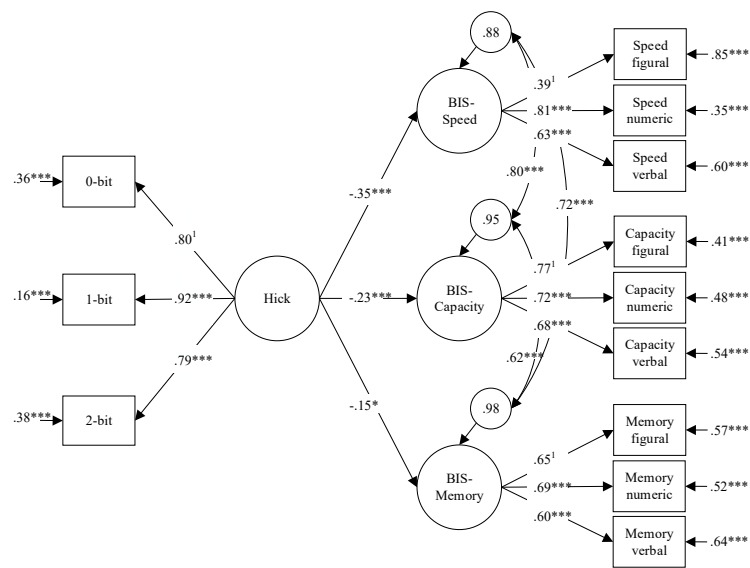 .88
Speed
figural
.85***
.39¹
BIS-
Speed
.81***
Speed
numeric
.35***
.63***
Speed
verbal
.60***
.36***
0-bit
.80***
-.35***
.72***
.95
Capacity
figural
.41***
.80¹
.77¹
Hick
BIS-
Capacity
.16***
1-bit
.92***
-.23***
.72***
Capacity
numeric
.48***
.68***
Capacity
verbal
.54***
.79***
.62***
-.15*
.98
.38***
2-bit
Memory
figural
.57***
.65¹
BIS-
Memory
.69***
Memory
numeric
.52***
.60***
Memory
verbal
.64***